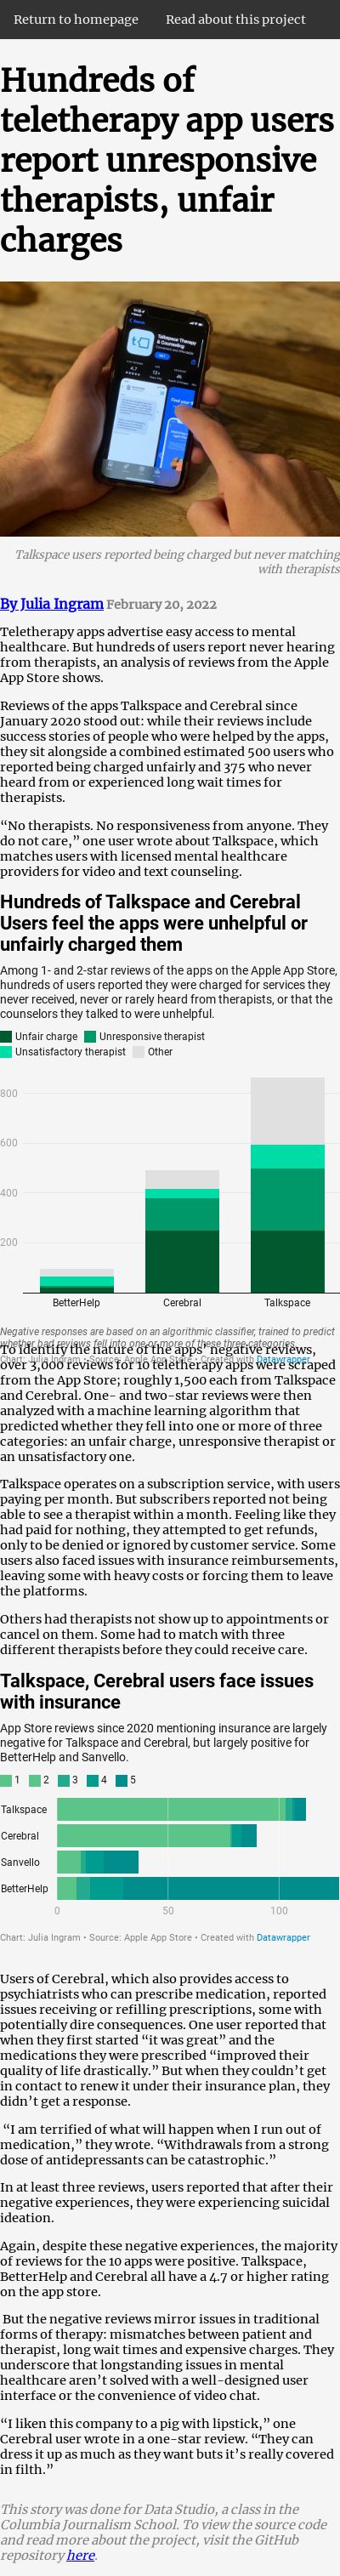 Return to homepage Read about this project
Hundreds of
teletherapy app users
report unresponsive
therapists, unfair
charges
Talkspace Therapy
& Counseling
Talkspace users reported being charged but never matching
with therapists
By Julia Ingram February 20, 2022
Teletherapy apps advertise easy access to mental
healthcare. But hundreds of users report never hearing
from therapists, an analysis of reviews from the Apple
App Store shows.
Reviews of the apps Talkspace and Cerebral since
January 2020 stood out: while their reviews include
success stories of people who were helped by the apps,
they sit alongside a combined estimated 500 users who
reported being charged unfairly and 375 who never
heard from or experienced long wait times for
therapists.
“No therapists. No responsiveness from anyone. They
do not care,” one user wrote about Talkspace, which
matches users with licensed mental healthcare
providers for video and text counseling.
Hundreds of Talkspace and Cerebral
Users feel the apps were unhelpful or
unfairly charged them
Among 1- and 2-star reviews of the apps on the Apple App Store,
hundreds of users reported they were charged for services they
never received, never or rarely heard from therapists, or that the
counselors they talked to were unhelpful.
Unfair charge Unresponsive therapist
Unsatisfactory therapist Other
800
600
400
200
BetterHelp Cerebral Talkspace
Negative responses are based on an algorithmic classifier, trained to predict
whether bad reviews fell into one or more of these three categories.
Chart: Julia Ingram • Source: Apple App Store • Created with Datawrapper
To identify the nature of the apps’ negative reviews,
over 3,000 reviews for 10 teletherapy apps were scraped
from the App Store; roughly 1,500 each from Talkspace
and Cerebral. One- and two-star reviews were then
analyzed with a machine learning algorithm that
predicted whether they fell into one or more of three
categories: an unfair charge, unresponsive therapist or
an unsatisfactory one.
Talkspace operates on a subscription service, with users
paying per month. But subscribers reported not being
able to see a therapist within a month. Feeling like they
had paid for nothing, they attempted to get refunds,
only to be denied or ignored by customer service. Some
users also faced issues with insurance reimbursements,
leaving some with heavy costs or forcing them to leave
the platforms.
Others had therapists not show up to appointments or
cancel on them. Some had to match with three
different therapists before they could receive care.
Talkspace, Cerebral users face issues
with insurance
App Store reviews since 2020 mentioning insurance are largely
negative for Talkspace and Cerebral, but largely positive for
BetterHelp and Sanvello.
1 2 3 4 5
Talkspace
Cerebral
Sanvello
BetterHelp
0 50 100
Chart: Julia Ingram • Source: Apple App Store • Created with Datawrapper
Users of Cerebral, which also provides access to
psychiatrists who can prescribe medication, reported
issues receiving or refilling prescriptions, some with
potentially dire consequences. One user reported that
when they first started “it was great” and the
medications they were prescribed “improved their
quality of life drastically.” But when they couldn’t get
in contact to renew it under their insurance plan, they
didn’t get a response.
“I am terrified of what will happen when I run out of
medication,” they wrote. “Withdrawals from a strong
dose of antidepressants can be catastrophic.”
In at least three reviews, users reported that after their
negative experiences, they were experiencing suicidal
ideation.
Again, despite these negative experiences, the majority
of reviews for the 10 apps were positive. Talkspace,
BetterHelp and Cerebral all have a 4.7 or higher rating
on the app store.
But the negative reviews mirror issues in traditional
forms of therapy: mismatches between patient and
therapist, long wait times and expensive charges. They
underscore that longstanding issues in mental
healthcare aren’t solved with a well-designed user
interface or the convenience of video chat.
“I liken this company to a pig with lipstick,” one
Cerebral user wrote in a one-star review. “They can
dress it up as much as they want buts it’s really covered
in filth.”
This story was done for Data Studio, a class in the
Columbia Journalism School. To view the source code
and read more about the project, visit the GitHub
repository here.